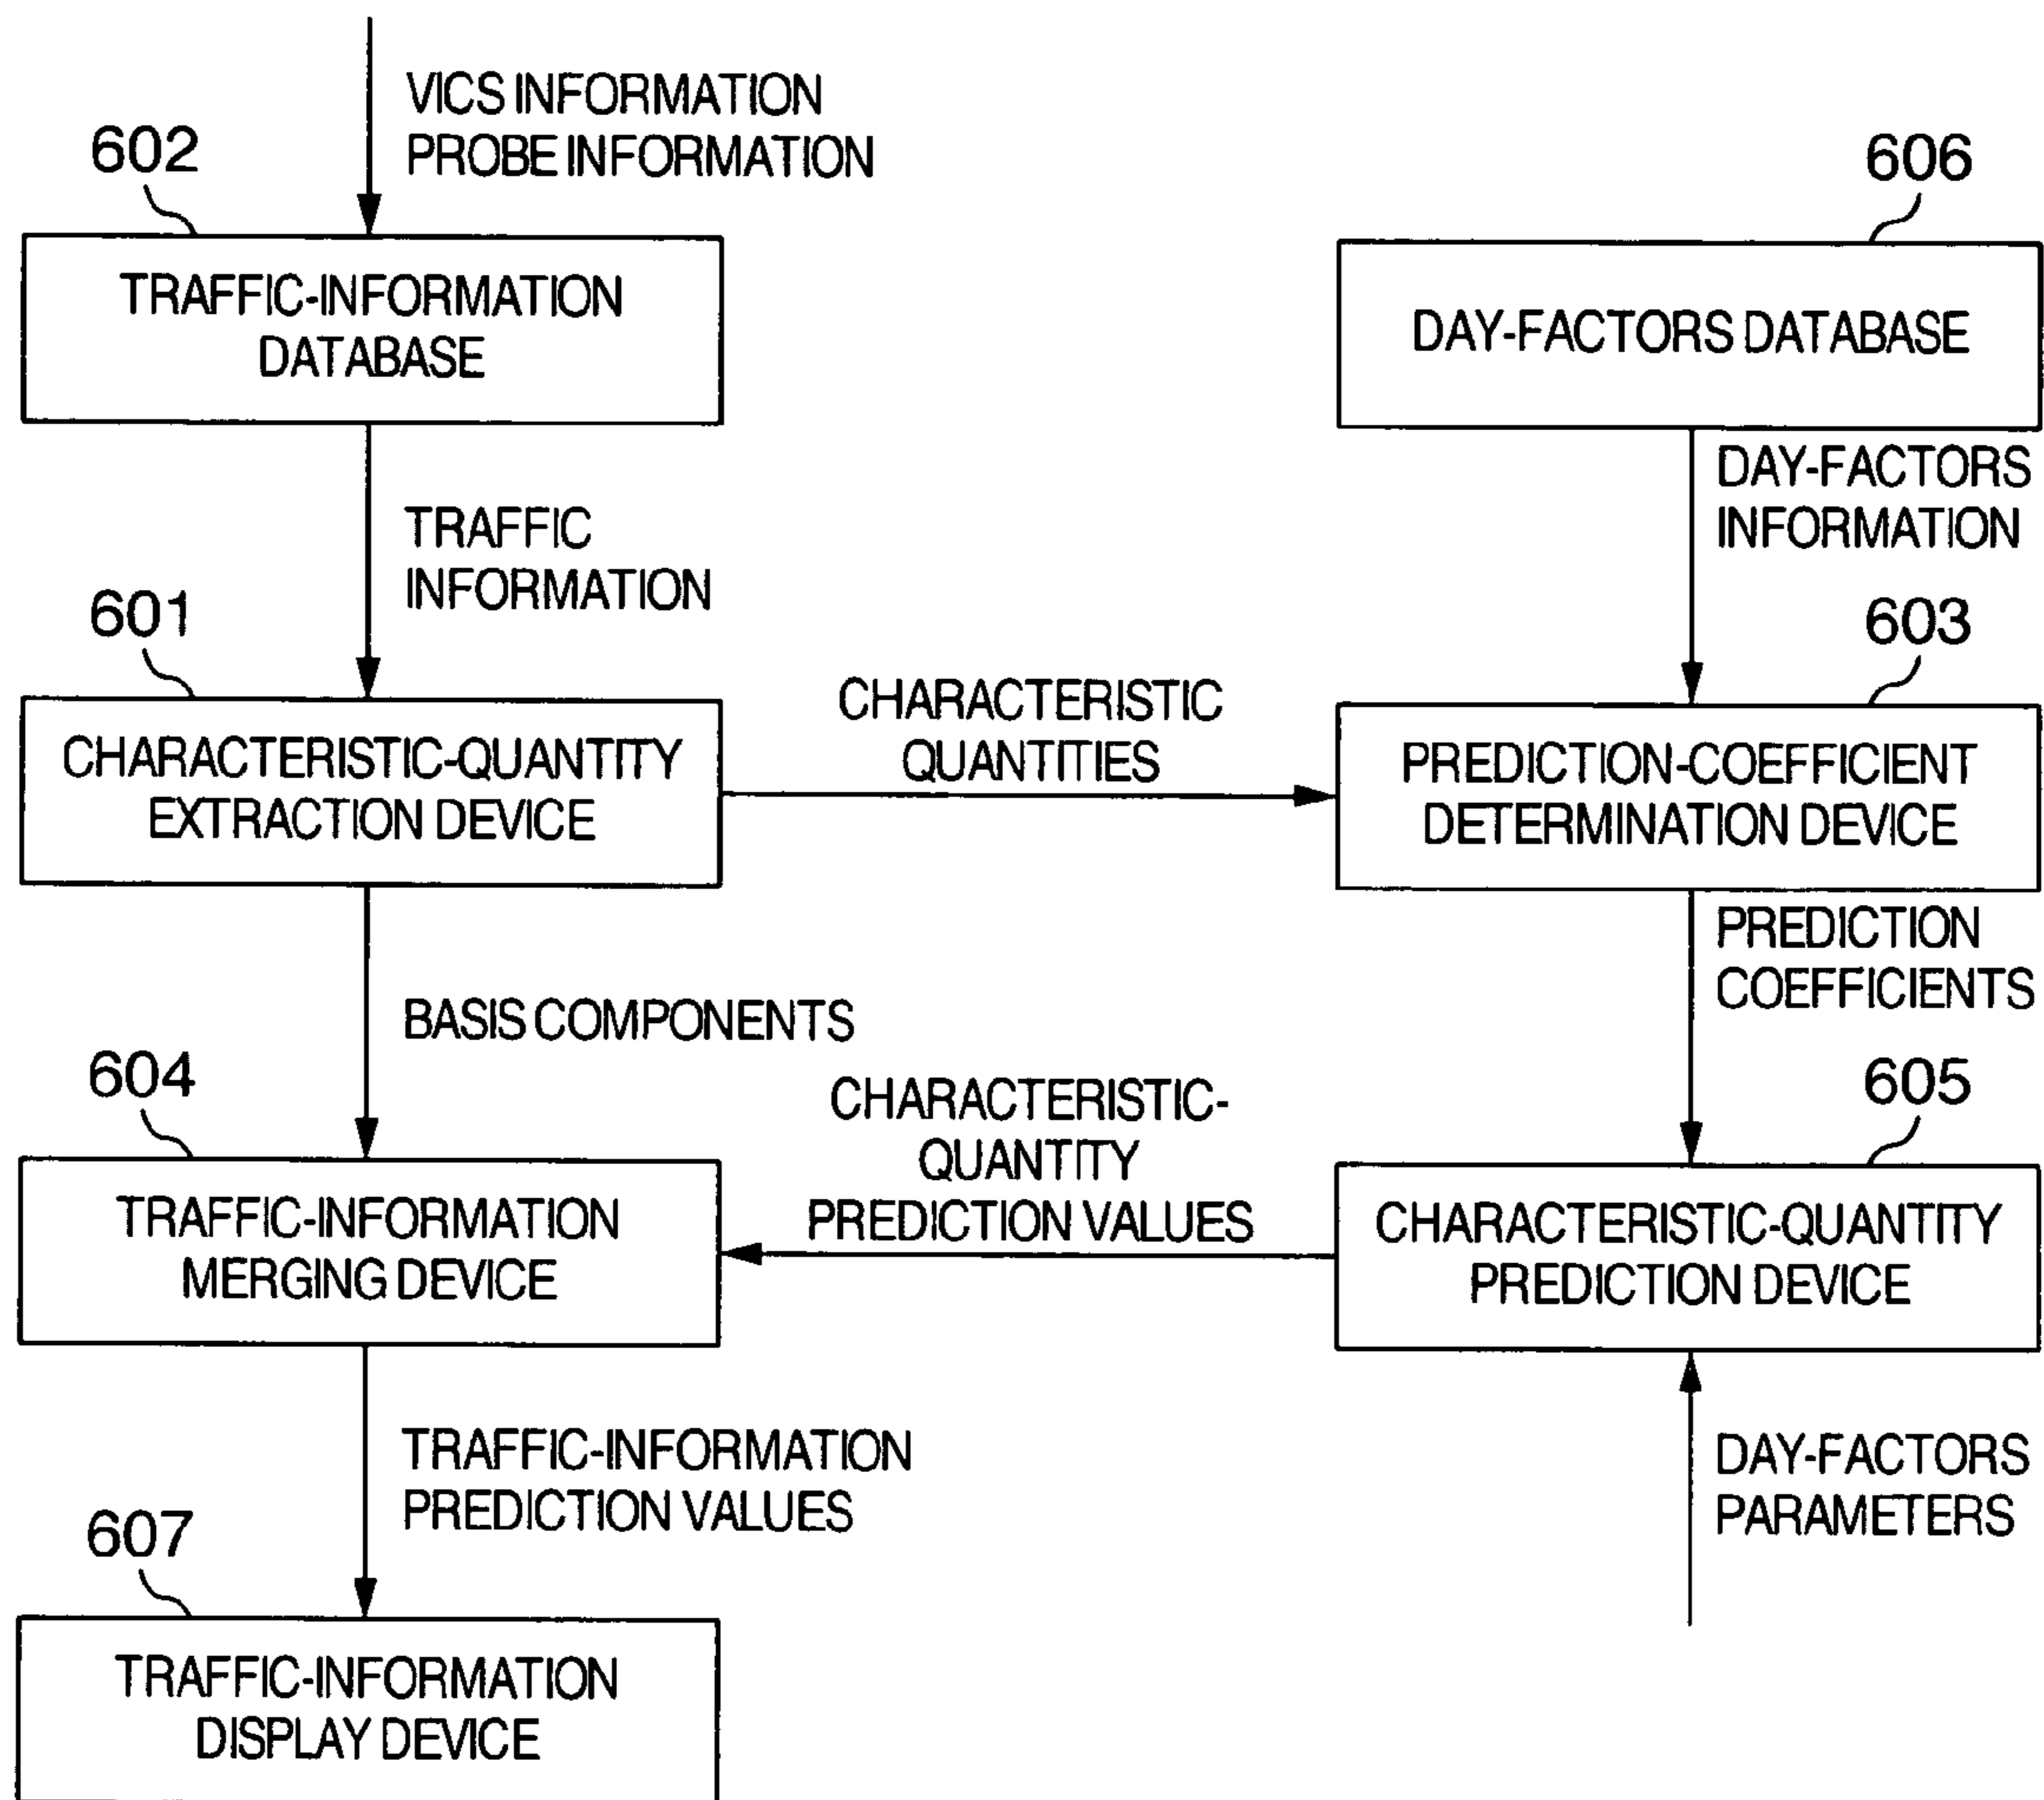 VICS INFORMATION
PROBE INFORMATION
602
606
TRAFFIC-INFORMATION
DATABASE
DAY-FACTORS DATABASE
DAY-FACTORS
INFORMATION
TRAFFIC
INFORMATION
601
603
CHARACTERISTIC
QUANTITIES
CHARACTERISTIC-QUANTITY
EXTRACTION DEVICE
PREDICTION-COEFFICIENT
DETERMINATION DEVICE
PREDICTION
COEFFICIENTS
BASIS COMPONENTS
604
605
CHARACTERISTIC-
QUANTITY
PREDICTION VALUES
TRAFFIC-INFORMATION
MERGING DEVICE
CHARACTERISTIC-QUANTITY
PREDICTION DEVICE
TRAFFIC-INFORMATION
PREDICTION VALUES
DAY-FACTORS
PARAMETERS
607
TRAFFIC-INFORMATION
DISPLAY DEVICE